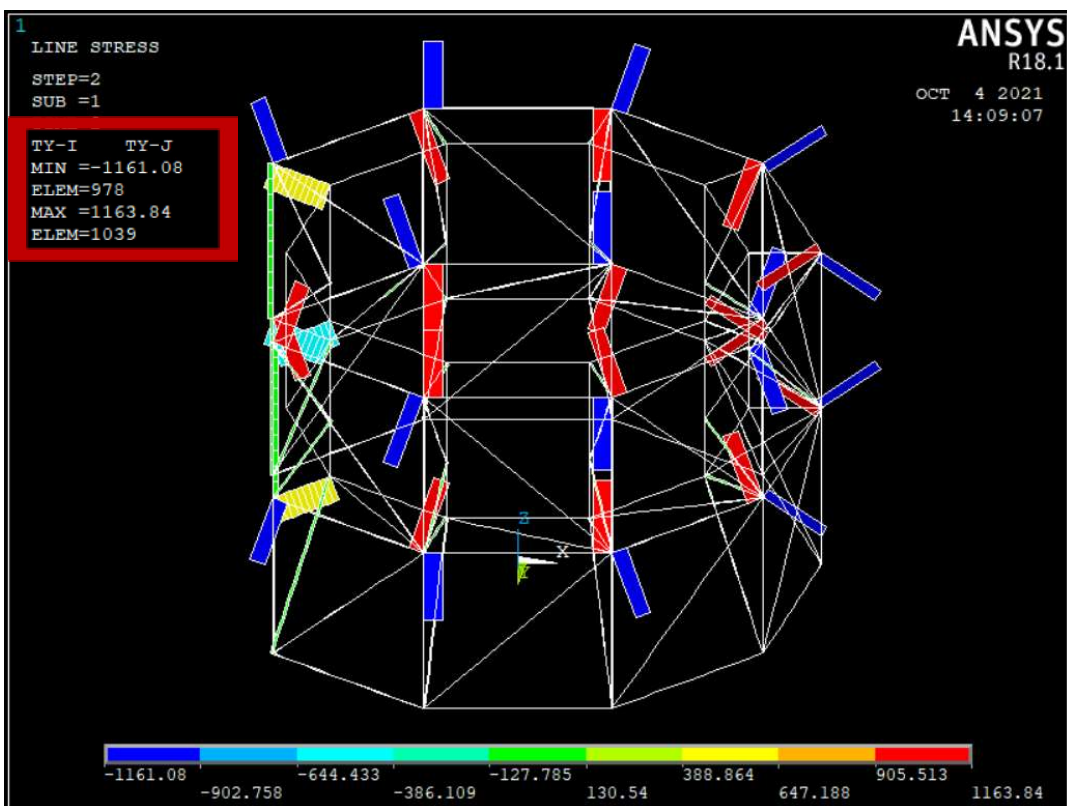 1
LINE STRESS
STEP=2
SUB =1
TY-I TY-J
MIN =-1161.08
ELEM=978
MAX =1163.84
ELEM=1039
ANSYS
R18.1
OCT 4 2021
14:09:07
Z
X
Y
-1161.08 -644.433 -127.785 388.864 905.513
-902.758 -386.109 130.54 647.188 1163.84